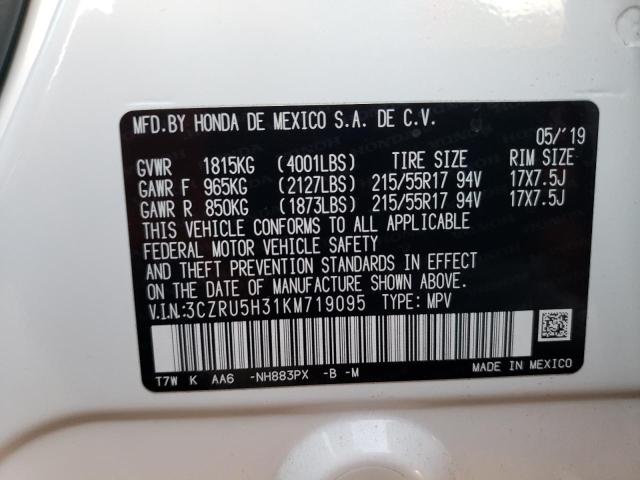 MFD.BY HONDA DE MEXICO S.A. DE C.V.
05/'19
GVWR 1815KG (4001LBS) TIRE SIZE RIM SIZE
GAWR F 965KG (2127LBS) 215/55R17 94V 17X7.5J
GAWR R 850KG (1873LBS) 215/55R17 94V 17X7.5J
THIS VEHICLE CONFORMS TO ALL APPLICABLE
FEDERAL MOTOR VEHICLE SAFETY
AND THEFT PREVENTION STANDARDS IN EFFECT
ON THE DATE OF MANUFACTURE SHOWN ABOVE.
V.I.N:3CZRU5H31KM719095 TYPE: MPV
T7W K AA6 -NH883PX -B -M
MADE IN MEXICO